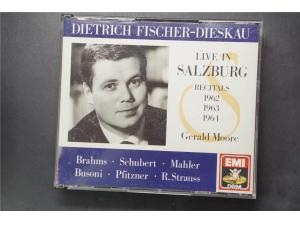 DIETRICH FISCHER-DIESKAU
LIVE IN
SALZBURG
RECITALS
1962
1963
1964
Gerald Moore
Brahms · Schubert · Mahler
Busoni · Pfitzner · R. Strauss
EMI
DRM